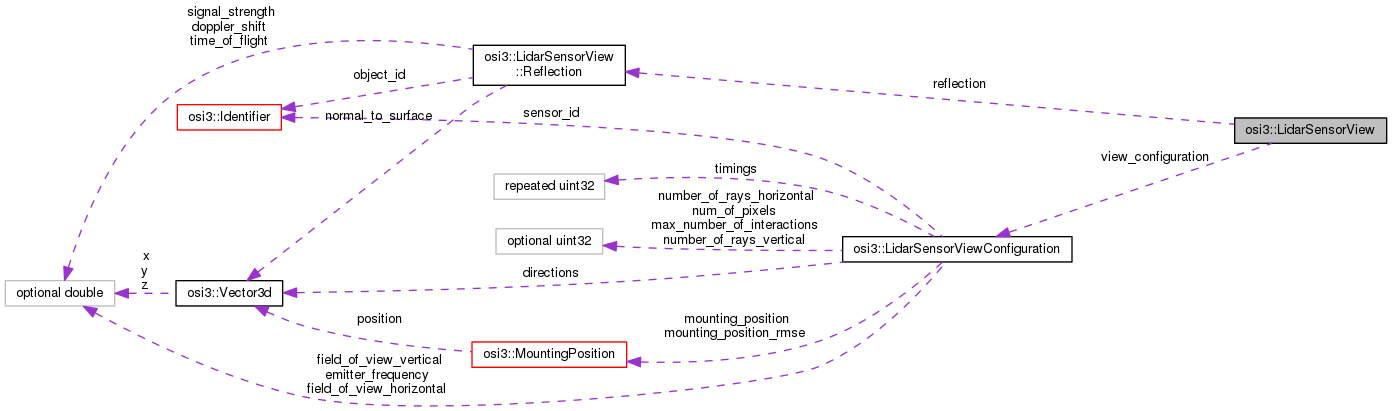 signal_strength
doppler_shift
time_of_flight
osi3::LidarSensorView
::Reflection
object_id
reflection
osi3::Identifier
normal_to_surface
sensor_id
osi3::LidarSensorView
view_configuration
timings
repeated uint32
number_of_rays_horizontal
num_of_pixels
max_number_of_interactions
number_of_rays_vertical
optional uint32
osi3::LidarSensorViewConfiguration
x
y
z
directions
optional double
osi3::Vector3d
position
mounting_position
mounting_position_rmse
osi3::MountingPosition
field_of_view_vertical
emitter_frequency
field_of_view_horizontal